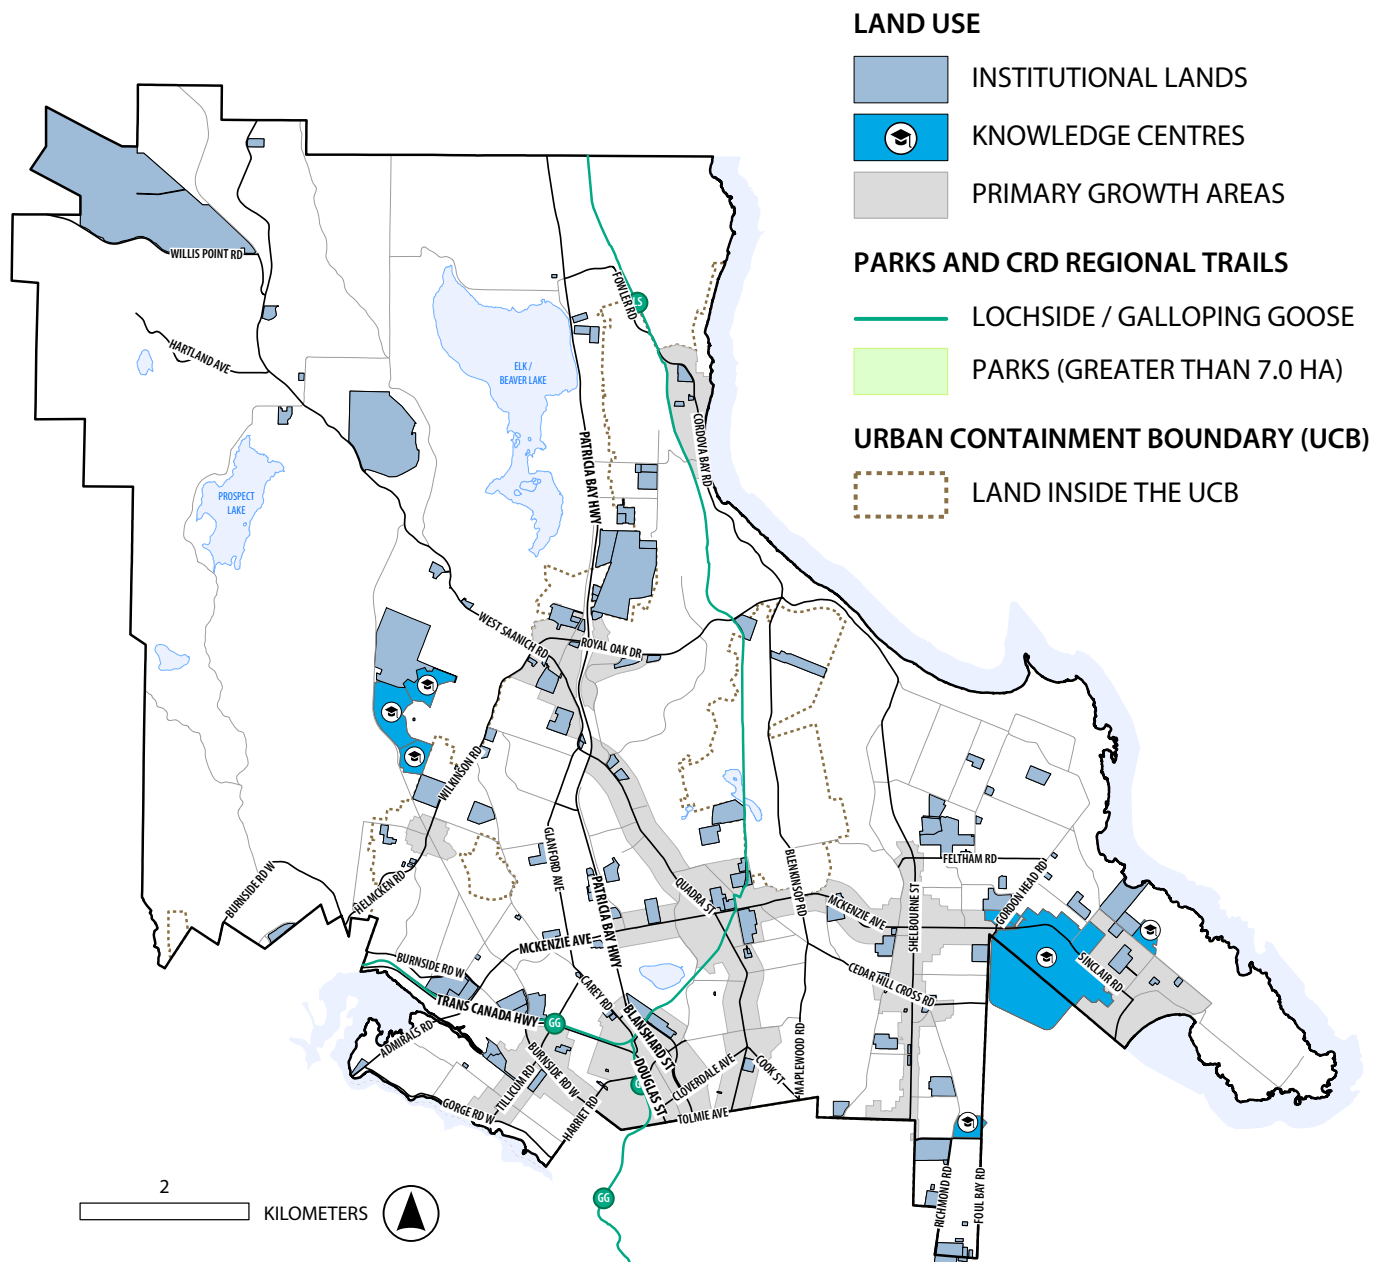 LAND USE
INSTITUTIONAL LANDS
KNOWLEDGE CENTRES
PRIMARY GROWTH AREAS
PARKS AND CRD REGIONAL TRAILS
LOCHSIDE / GALLOPING GOOSE
PARKS (GREATER THAN 7.0 HA)
URBAN CONTAINMENT BOUNDARY (UCB)
LAND INSIDE THE UCB
WILLIS POINT RD
HARTLAND AVE
FOWLER RD
LS
ELK /
BEAVER LAKE
PROSPECT
LAKE
PATRICIA BAY HWY
CORDOVA BAY RD
WEST SAANICH RD
ROYAL OAK DR
WILKINSON RD
GLANFORD AVE
PATRICIA BAY HWY
QUADRA ST
BLENKINSOP RD
MCKENZIE AVE
SHELBOURNE ST
FELTHAM RD
GORDON HEAD RD
SINCLAIR RD
CEDAR HILL CROSS RD
HELMCKEN RD
BURNSIDE RD W
MCKENZIE AVE
BURNSIDE RD W
TRANS CANADA HWY
GG
CAREY RD
BLANSHARD ST
DOUGLAS ST
ADMIRALS RD
TILLICUM RD
BURNSIDE RD W
GORGE RD W
HARRIET RD
CLOVERDALE AVE
COOK ST
MAPLEWOOD RD
TOLMIE AVE
RICHMOND RD
FOUL BAY RD
GG
2
KILOMETERS